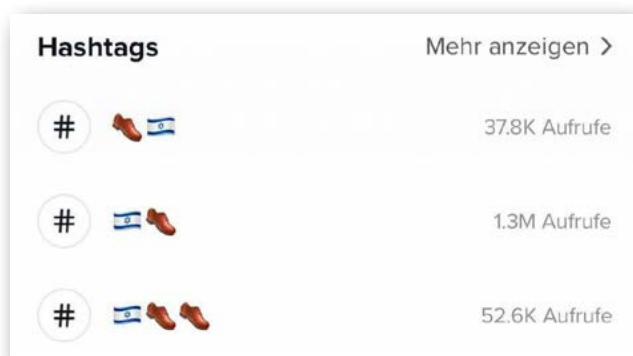 Hashtags
Mehr anzeigen >
# 👞🇮🇱
37.8K Aufrufe
# 🇮🇱👞
1.3M Aufrufe
# 🇮🇱👞👞
52.6K Aufrufe